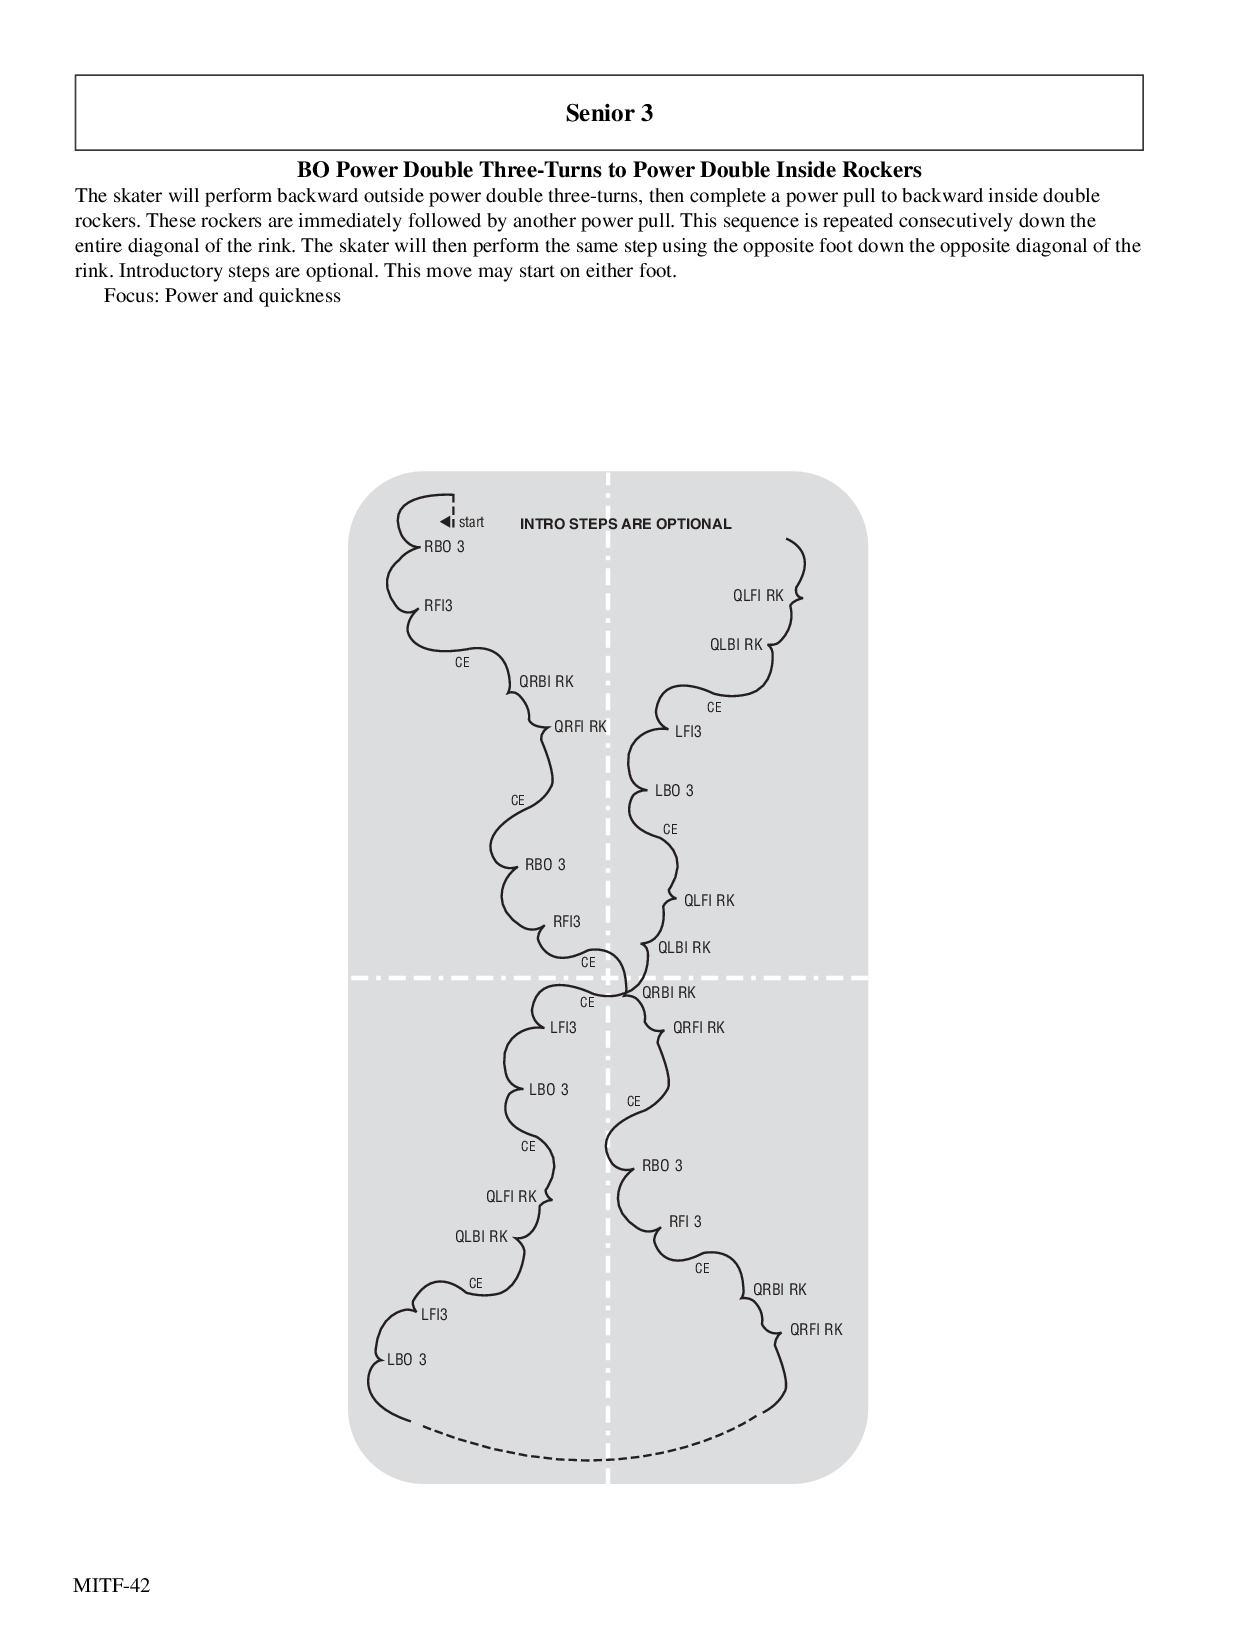 Senior 3
BO Power Double Three-Turns to Power Double Inside Rockers
The skater will perform backward outside power double three-turns, then complete a power pull to backward inside double
rockers. These rockers are immediately followed by another power pull. This sequence is repeated consecutively down the
entire diagonal of the rink. The skater will then perform the same step using the opposite foot down the opposite diagonal of the
rink. Introductory steps are optional. This move may start on either foot.
Focus: Power and quickness
start
INTRO STEPS ARE OPTIONAL
RBO 3
QLFI RK
RFI3
QLBI RK
CE
QRBI RK
CE
QRFI RK
LFI3
LBO 3
CE
CE
RBO 3
QLFI RK
RFI3
QLBI RK
CE
QRBI RK
CE
LFI3
QRFI RK
LBO 3
CE
CE
RBO 3
QLFI RK
RFI 3
QLBI RK
CE
CE
QRBI RK
LFI3
QRFI RK
LBO 3
MITF-42